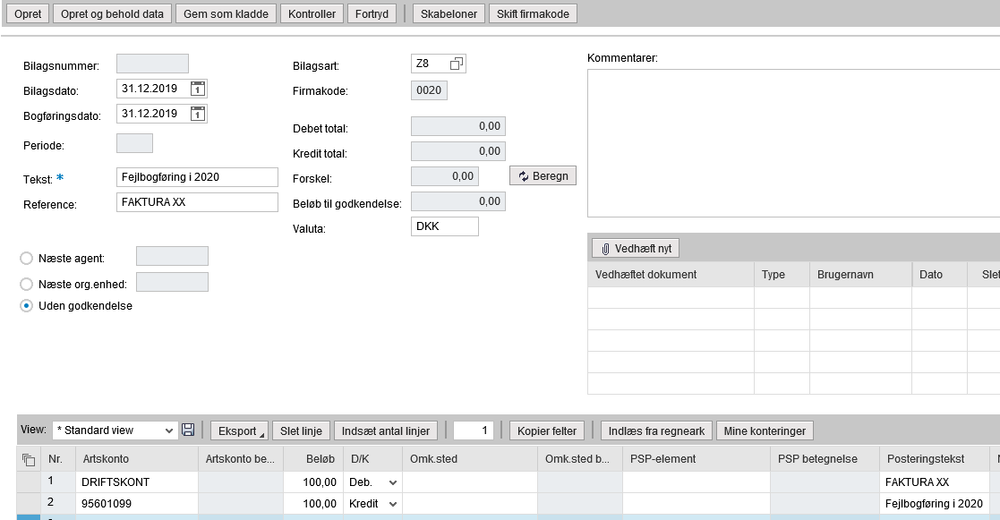 Opret Opret og behold data Gem som kladde Kontroller Fortryd Skabeloner Skift firmakode
Bilagsnummer:
Bilagsdato: 31.12.2019
Bogføringsdato: 31.12.2019
Periode:
Tekst: * Fejlbogføring i 2020
Reference: FAKTURA XX
Næste agent:
Næste org.enhed:
Uden godkendelse
Bilagsart: Z8
Firmakode: 0020
Debet total: 0,00
Kredit total: 0,00
Forskel: 0,00 Beregn
Beløb til godkendelse: 0,00
Valuta: DKK
Kommentarer:
Vedhæft nyt
Vedhæftet dokument Type Brugernavn Dato Slet
View: * Standard view Eksport Slet linje Indsæt antal linjer 1 Kopier felter Indlæs fra regneark Mine konteringer
Nr. Artskonto Artskonto be... Beløb D/K Omk.sted Omk.sted b... PSP-element PSP betegnelse Posteringstekst
1 DRIFTSKONT 100,00 Deb. FAKTURA XX
2 95601099 100,00 Kredit Fejlbogføring i 2020